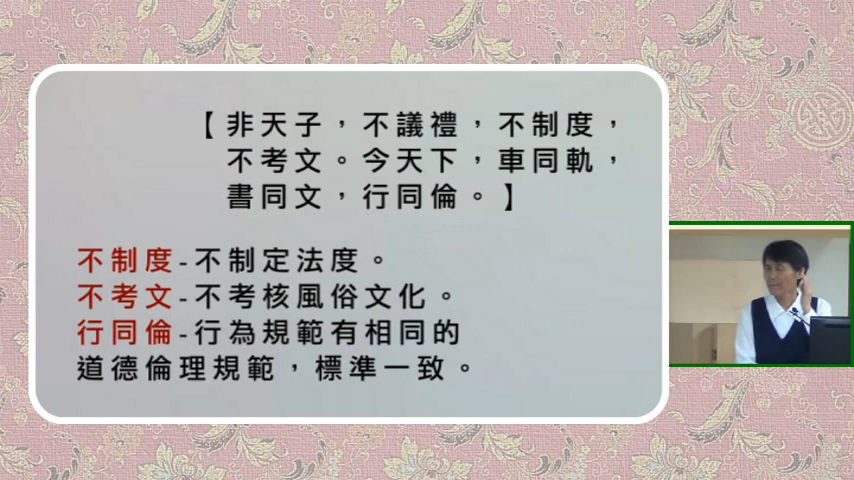 【非天子，不議禮，不制度，
不考文。今天下，車同軌，
書同文，行同倫。】
不制度-不制定法度。
不考文-不考核風俗文化。
行同倫-行為規範有相同的
道德倫理規範，標準一致。